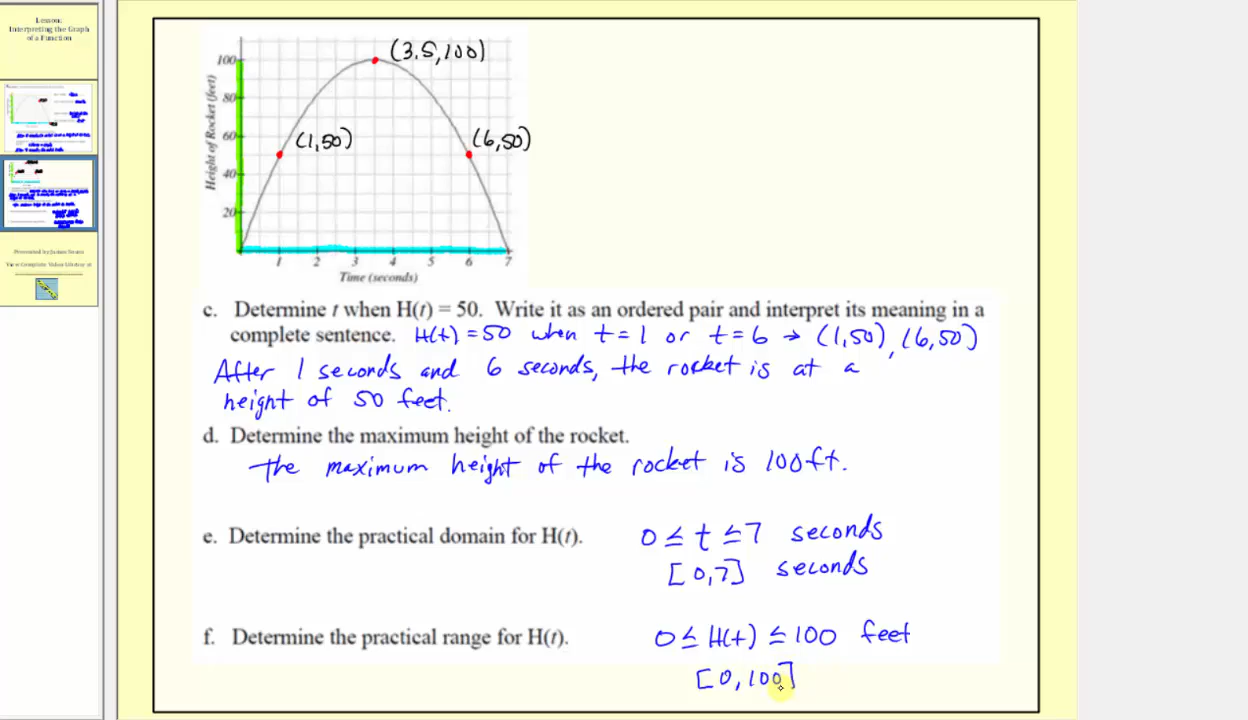 Lesson:
Interpreting the Graph
of a Function
Presented by James Sousa
100
80
60
40
20
Height of Rocket (feet)
(3.5, 100)
(1, 50)
(6, 50)
1 2 3 4 5 6 7
Time (seconds)
c. Determine t when H(t) = 50. Write it as an ordered pair and interpret its meaning in a
complete sentence. H(t) = 50 when t = 1 or t = 6 → (1, 50), (6, 50)
After 1 seconds and 6 seconds, the rocket is at a
height of 50 feet.
d. Determine the maximum height of the rocket.
The maximum height of the rocket is 100ft.
e. Determine the practical domain for H(t). 0 ≤ t ≤ 7 seconds
[0, 7] seconds
f. Determine the practical range for H(t). 0 ≤ H(t) ≤ 100 feet
[0, 100]